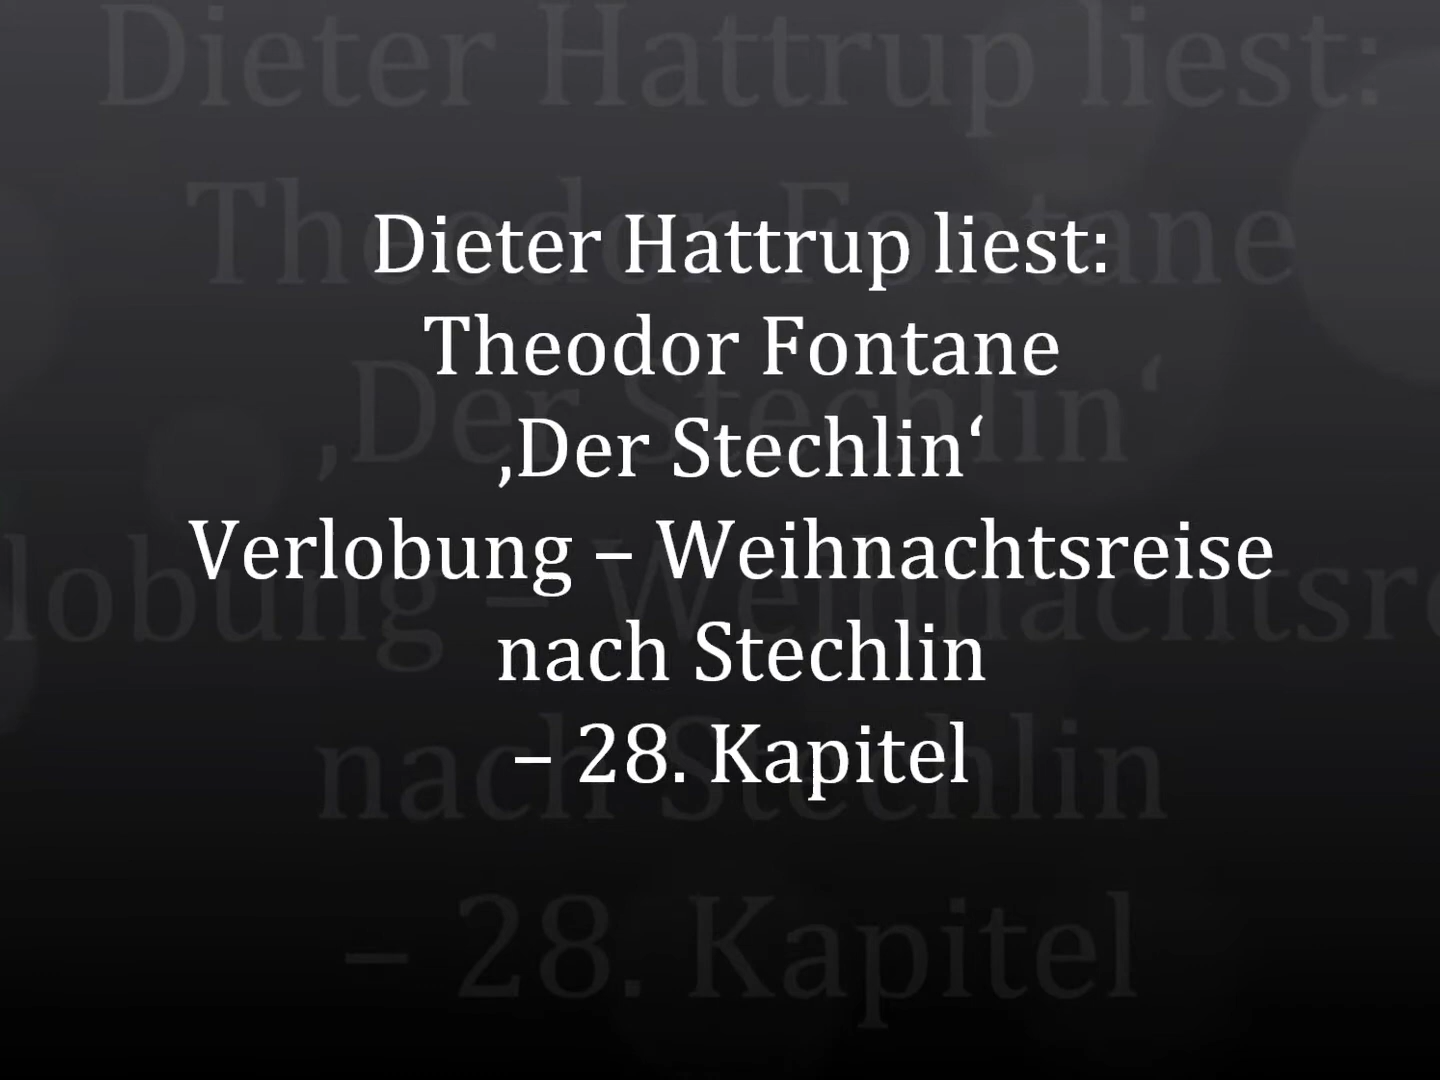 Dieter Hattrup liest:
Theodor Fontane
‚Der Stechlin‘
Verlobung – Weihnachtsreise
nach Stechlin
– 28. Kapitel